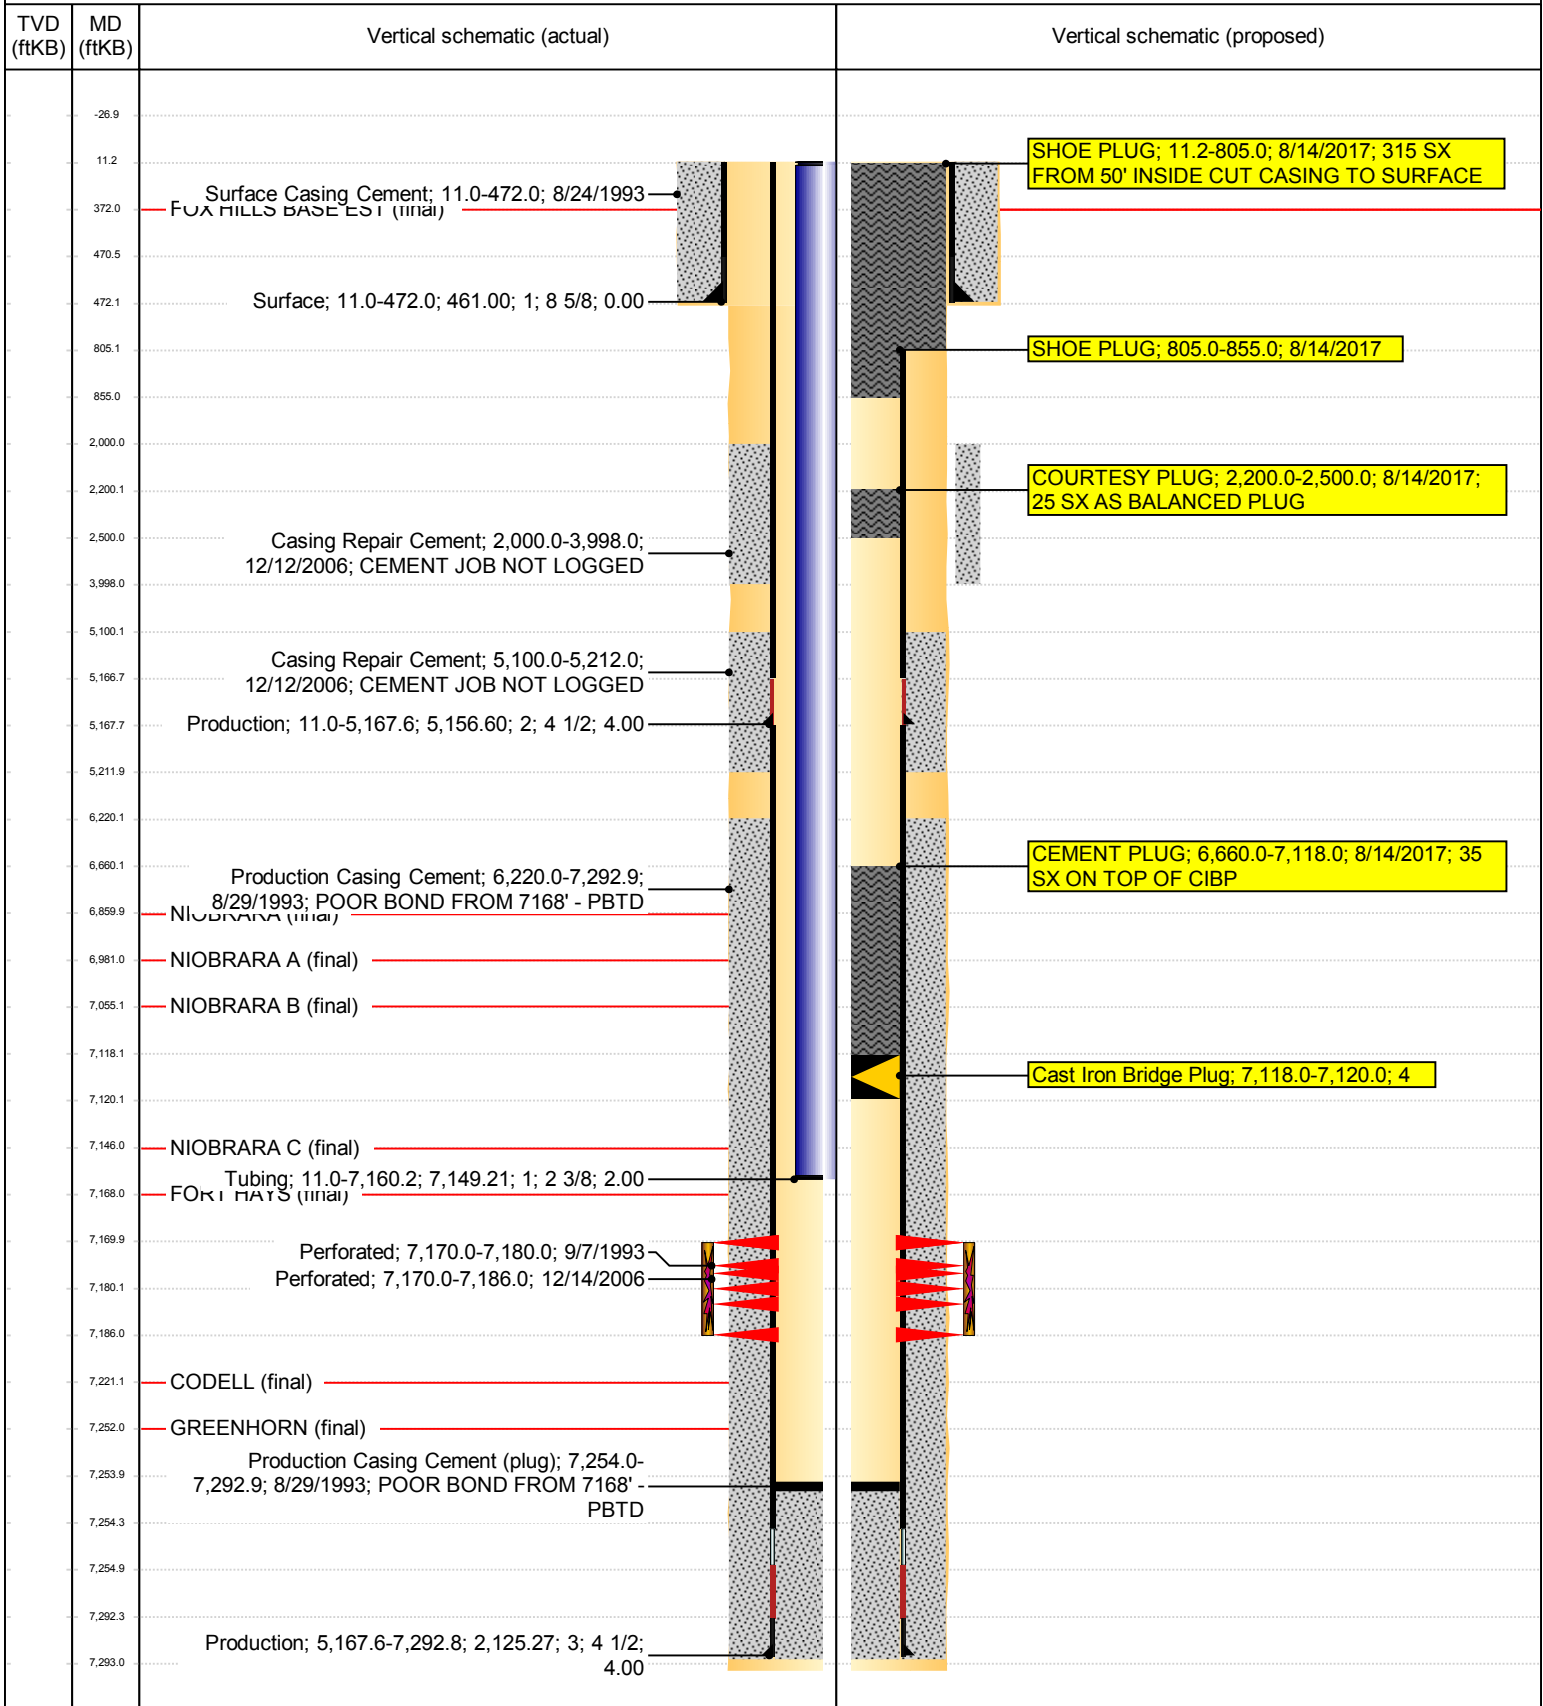 TVD (ftKB)
MD (ftKB)
Vertical schematic (actual)
Vertical schematic (proposed)
-26.9
11.2
SHOE PLUG; 11.2-805.0; 8/14/2017; 315 SX
FROM 50' INSIDE CUT CASING TO SURFACE
Surface Casing Cement; 11.0-472.0; 8/24/1993
372.0
FOX HILLS BASE EST (final)
470.5
472.1
Surface; 11.0-472.0; 461.00; 1; 8 5/8; 0.00
805.1
SHOE PLUG; 805.0-855.0; 8/14/2017
855.0
2,000.0
2,200.1
COURTESY PLUG; 2,200.0-2,500.0; 8/14/2017;
25 SX AS BALANCED PLUG
2,500.0
Casing Repair Cement; 2,000.0-3,998.0;
12/12/2006; CEMENT JOB NOT LOGGED
3,998.0
5,100.1
Casing Repair Cement; 5,100.0-5,212.0;
12/12/2006; CEMENT JOB NOT LOGGED
5,166.7
5,167.7
Production; 11.0-5,167.6; 5,156.60; 2; 4 1/2; 4.00
5,211.9
6,220.1
6,660.1
CEMENT PLUG; 6,660.0-7,118.0; 8/14/2017; 35
SX ON TOP OF CIBP
Production Casing Cement; 6,220.0-7,292.9;
8/29/1993; POOR BOND FROM 7168' - PBTD
6,859.9
NIOBRARA (final)
6,981.0
NIOBRARA A (final)
7,055.1
NIOBRARA B (final)
7,118.1
Cast Iron Bridge Plug; 7,118.0-7,120.0; 4
7,120.1
7,146.0
NIOBRARA C (final)
Tubing; 11.0-7,160.2; 7,149.21; 1; 2 3/8; 2.00
7,168.0
FORT HAYS (final)
7,169.9
Perforated; 7,170.0-7,180.0; 9/7/1993
Perforated; 7,170.0-7,186.0; 12/14/2006
7,180.1
7,186.0
7,221.1
CODELL (final)
7,252.0
GREENHORN (final)
7,253.9
Production Casing Cement (plug); 7,254.0-
7,292.9; 8/29/1993; POOR BOND FROM 7168' -
PBTD
7,254.3
7,254.9
7,292.3
Production; 5,167.6-7,292.8; 2,125.27; 3; 4 1/2;
4.00
7,293.0